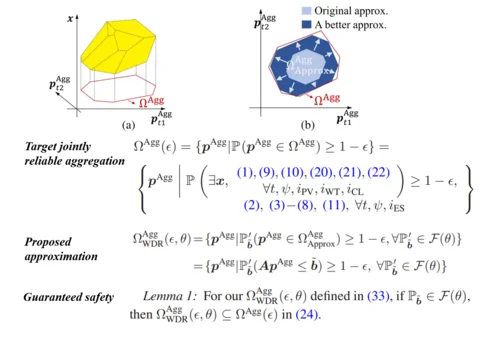 Original approx.
A better approx.
x
p^Agg_t2
p^Agg_t1
Ω^Agg
(a)
p^Agg_t2
Ω^Agg_Approx
Ω^Agg
p^Agg_t1
(b)
Target jointly reliable aggregation
Ω^Agg(ϵ) = {p^Agg|ℙ(p^Agg ∈ Ω^Agg) ≥ 1 − ϵ} =
{p^Agg | ℙ (∃x, (1), (9), (10), (20), (21), (22) ∀t, ψ, i_PV, i_WT, i_CL (2), (3)−(8), (11), ∀t, ψ, i_ES) ≥ 1 − ϵ, }
Proposed approximation
Ω^Agg_WDR(ϵ, θ) = {p^Agg|ℙ′_b̃(p^Agg ∈ Ω^Agg_Approx) ≥ 1 − ϵ, ∀ℙ′_b̃ ∈ F(θ)}
= {p^Agg|ℙ′_b̃(Ap^Agg ≤ b̃) ≥ 1 − ϵ, ∀ℙ′_b̃ ∈ F(θ)}
Guaranteed safety
Lemma 1: For our Ω^Agg_WDR(ϵ, θ) defined in (33), if ℙ_b̃ ∈ F(θ),
then Ω^Agg_WDR(ϵ, θ) ⊆ Ω^Agg(ϵ) in (24).